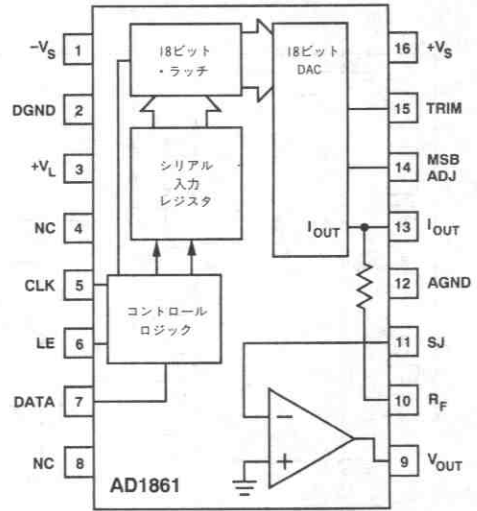 -VS 1
DGND 2
+VL 3
NC 4
CLK 5
LE 6
DATA 7
NC 8
18ビット
・ラッチ
シリアル
入力
レジスタ
コントロール
ロジック
18ビット
DAC
IOUT
16 +VS
15 TRIM
14 MSB
ADJ
13 IOUT
12 AGND
11 SJ
10 RF
9 VOUT
−
+
AD1861